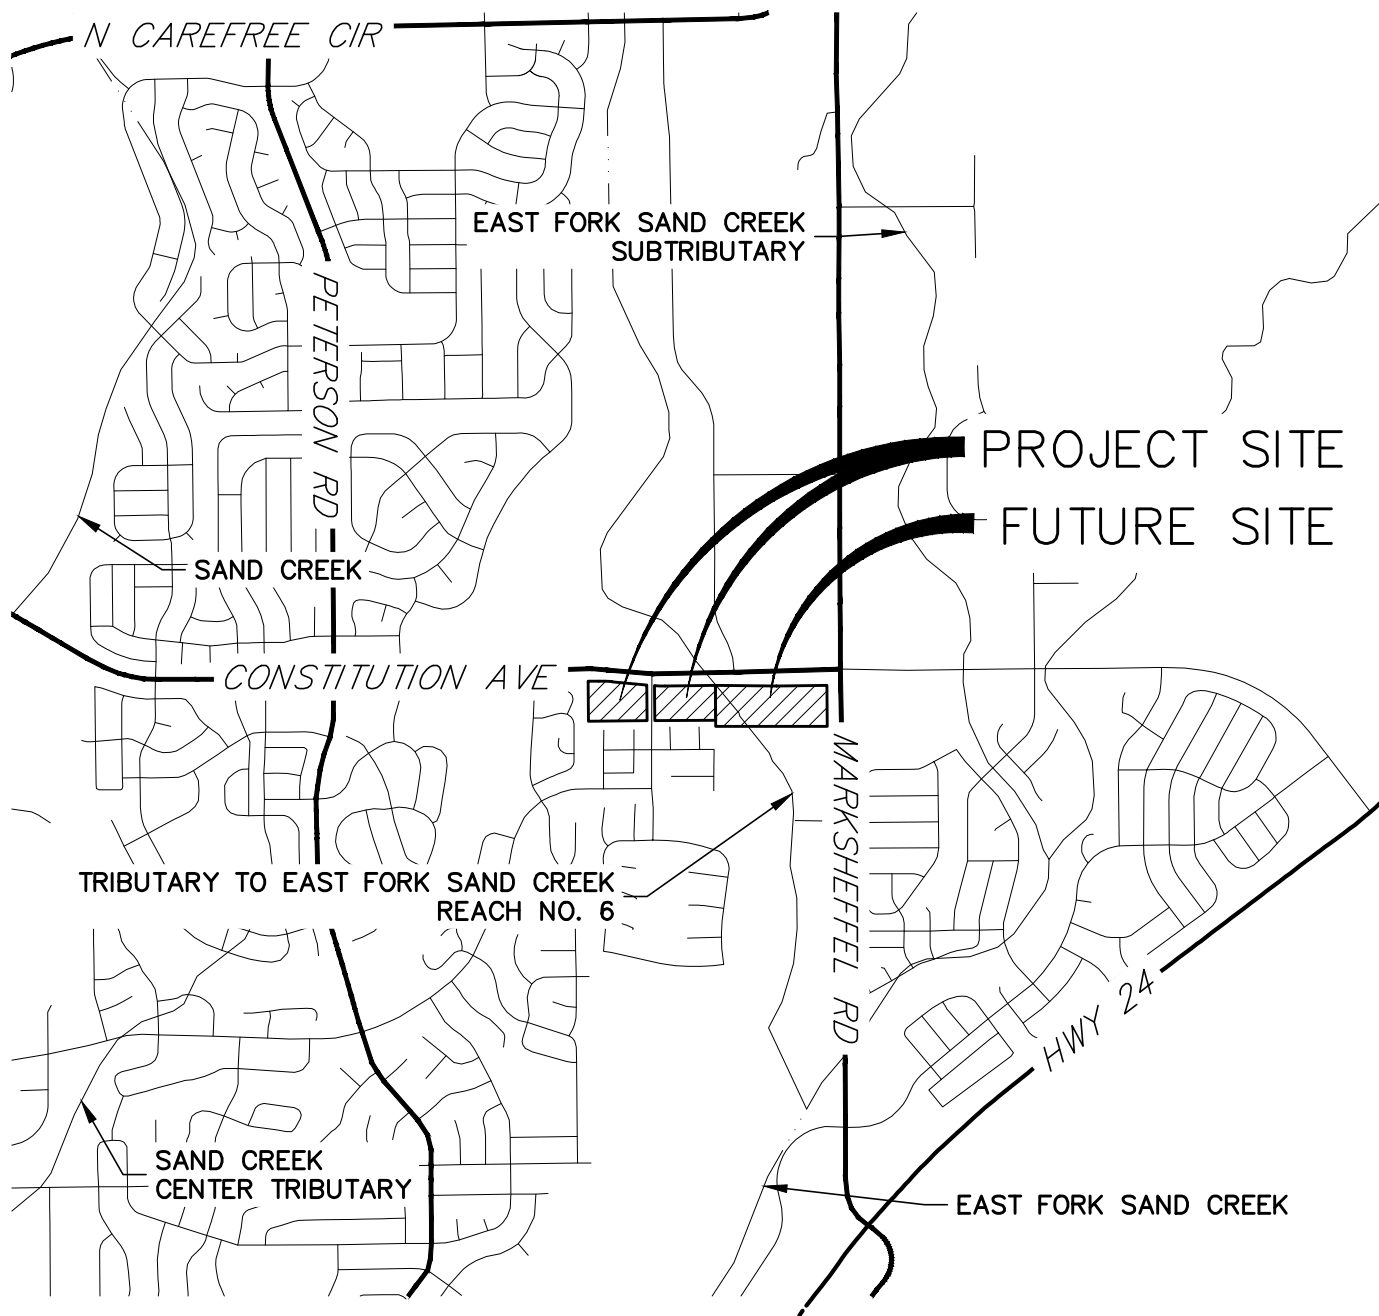 N CAREFREE CIR
EAST FORK SAND CREEK
SUBTRIBUTARY
PETERSON RD
PROJECT SITE
FUTURE SITE
SAND CREEK
CONSTITUTION AVE
MARKSHEFFEL RD
TRIBUTARY TO EAST FORK SAND CREEK
REACH NO. 6
HWY 24
SAND CREEK
CENTER TRIBUTARY
EAST FORK SAND CREEK